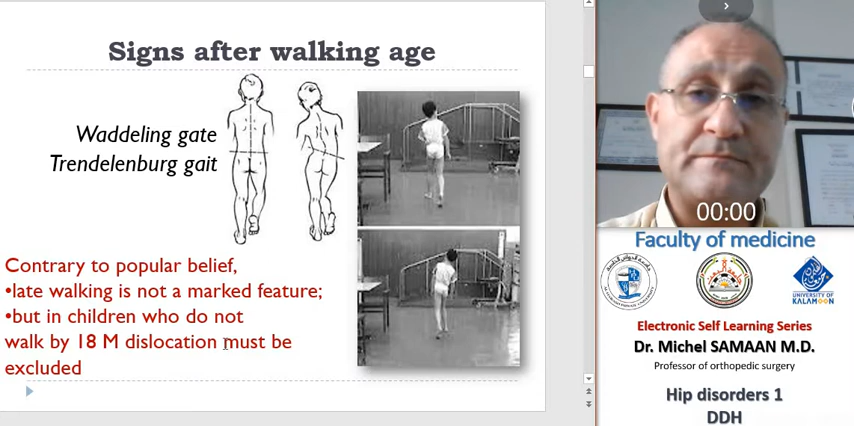 Signs after walking age
Waddeling gate
Trendelenburg gait
Contrary to popular belief,
•late walking is not a marked feature;
•but in children who do not
walk by 18 M dislocation must be
excluded
00:00
Faculty of medicine
UNIVERSITY OF
KALAMOON
Electronic Self Learning Series
Dr. Michel SAMAAN M.D.
Professor of orthopedic surgery
Hip disorders 1
DDH